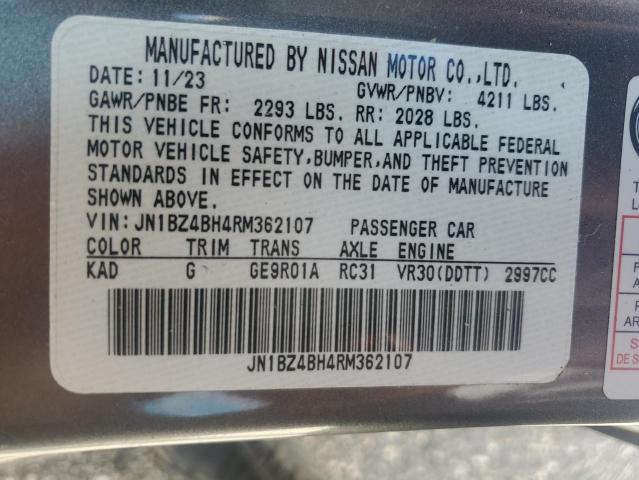 MANUFACTURED BY NISSAN MOTOR CO.,LTD.
DATE: 11/23 GVWR/PNBV: 4211 LBS.
GAWR/PNBE FR: 2293 LBS. RR: 2028 LBS.
THIS VEHICLE CONFORMS TO ALL APPLICABLE FEDERAL
MOTOR VEHICLE SAFETY,BUMPER,AND THEFT PREVENTION
STANDARDS IN EFFECT ON THE DATE OF MANUFACTURE
SHOWN ABOVE.
VIN:JN1BZ4BH4RM362107 PASSENGER CAR
COLOR TRIM TRANS AXLE ENGINE
KAD G GE9R01A RC31 VR30(DDTT) 2997CC
JN1BZ4BH4RM362107